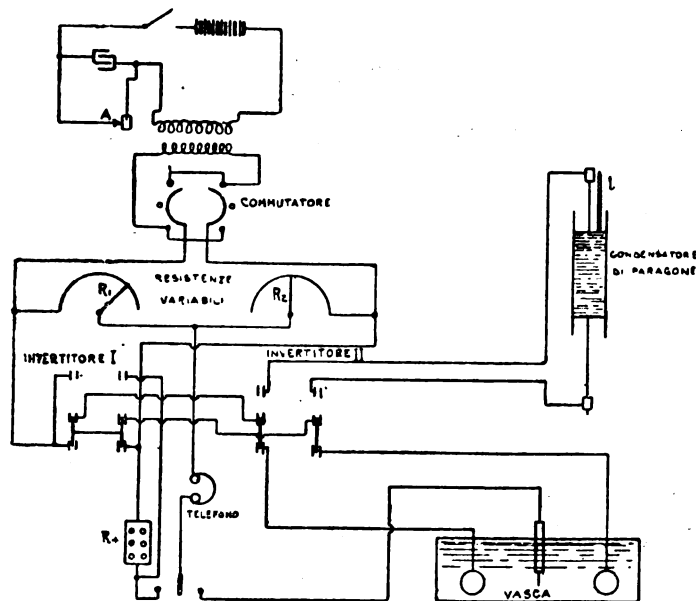 A
COMMUTATORE
l
CONDENSATORE
DI PARAGONE
RESISTENZE
VARIABILI
R1
R2
INVERTITORE I
INVERTITORE II
TELEFONO
R4
VASCA